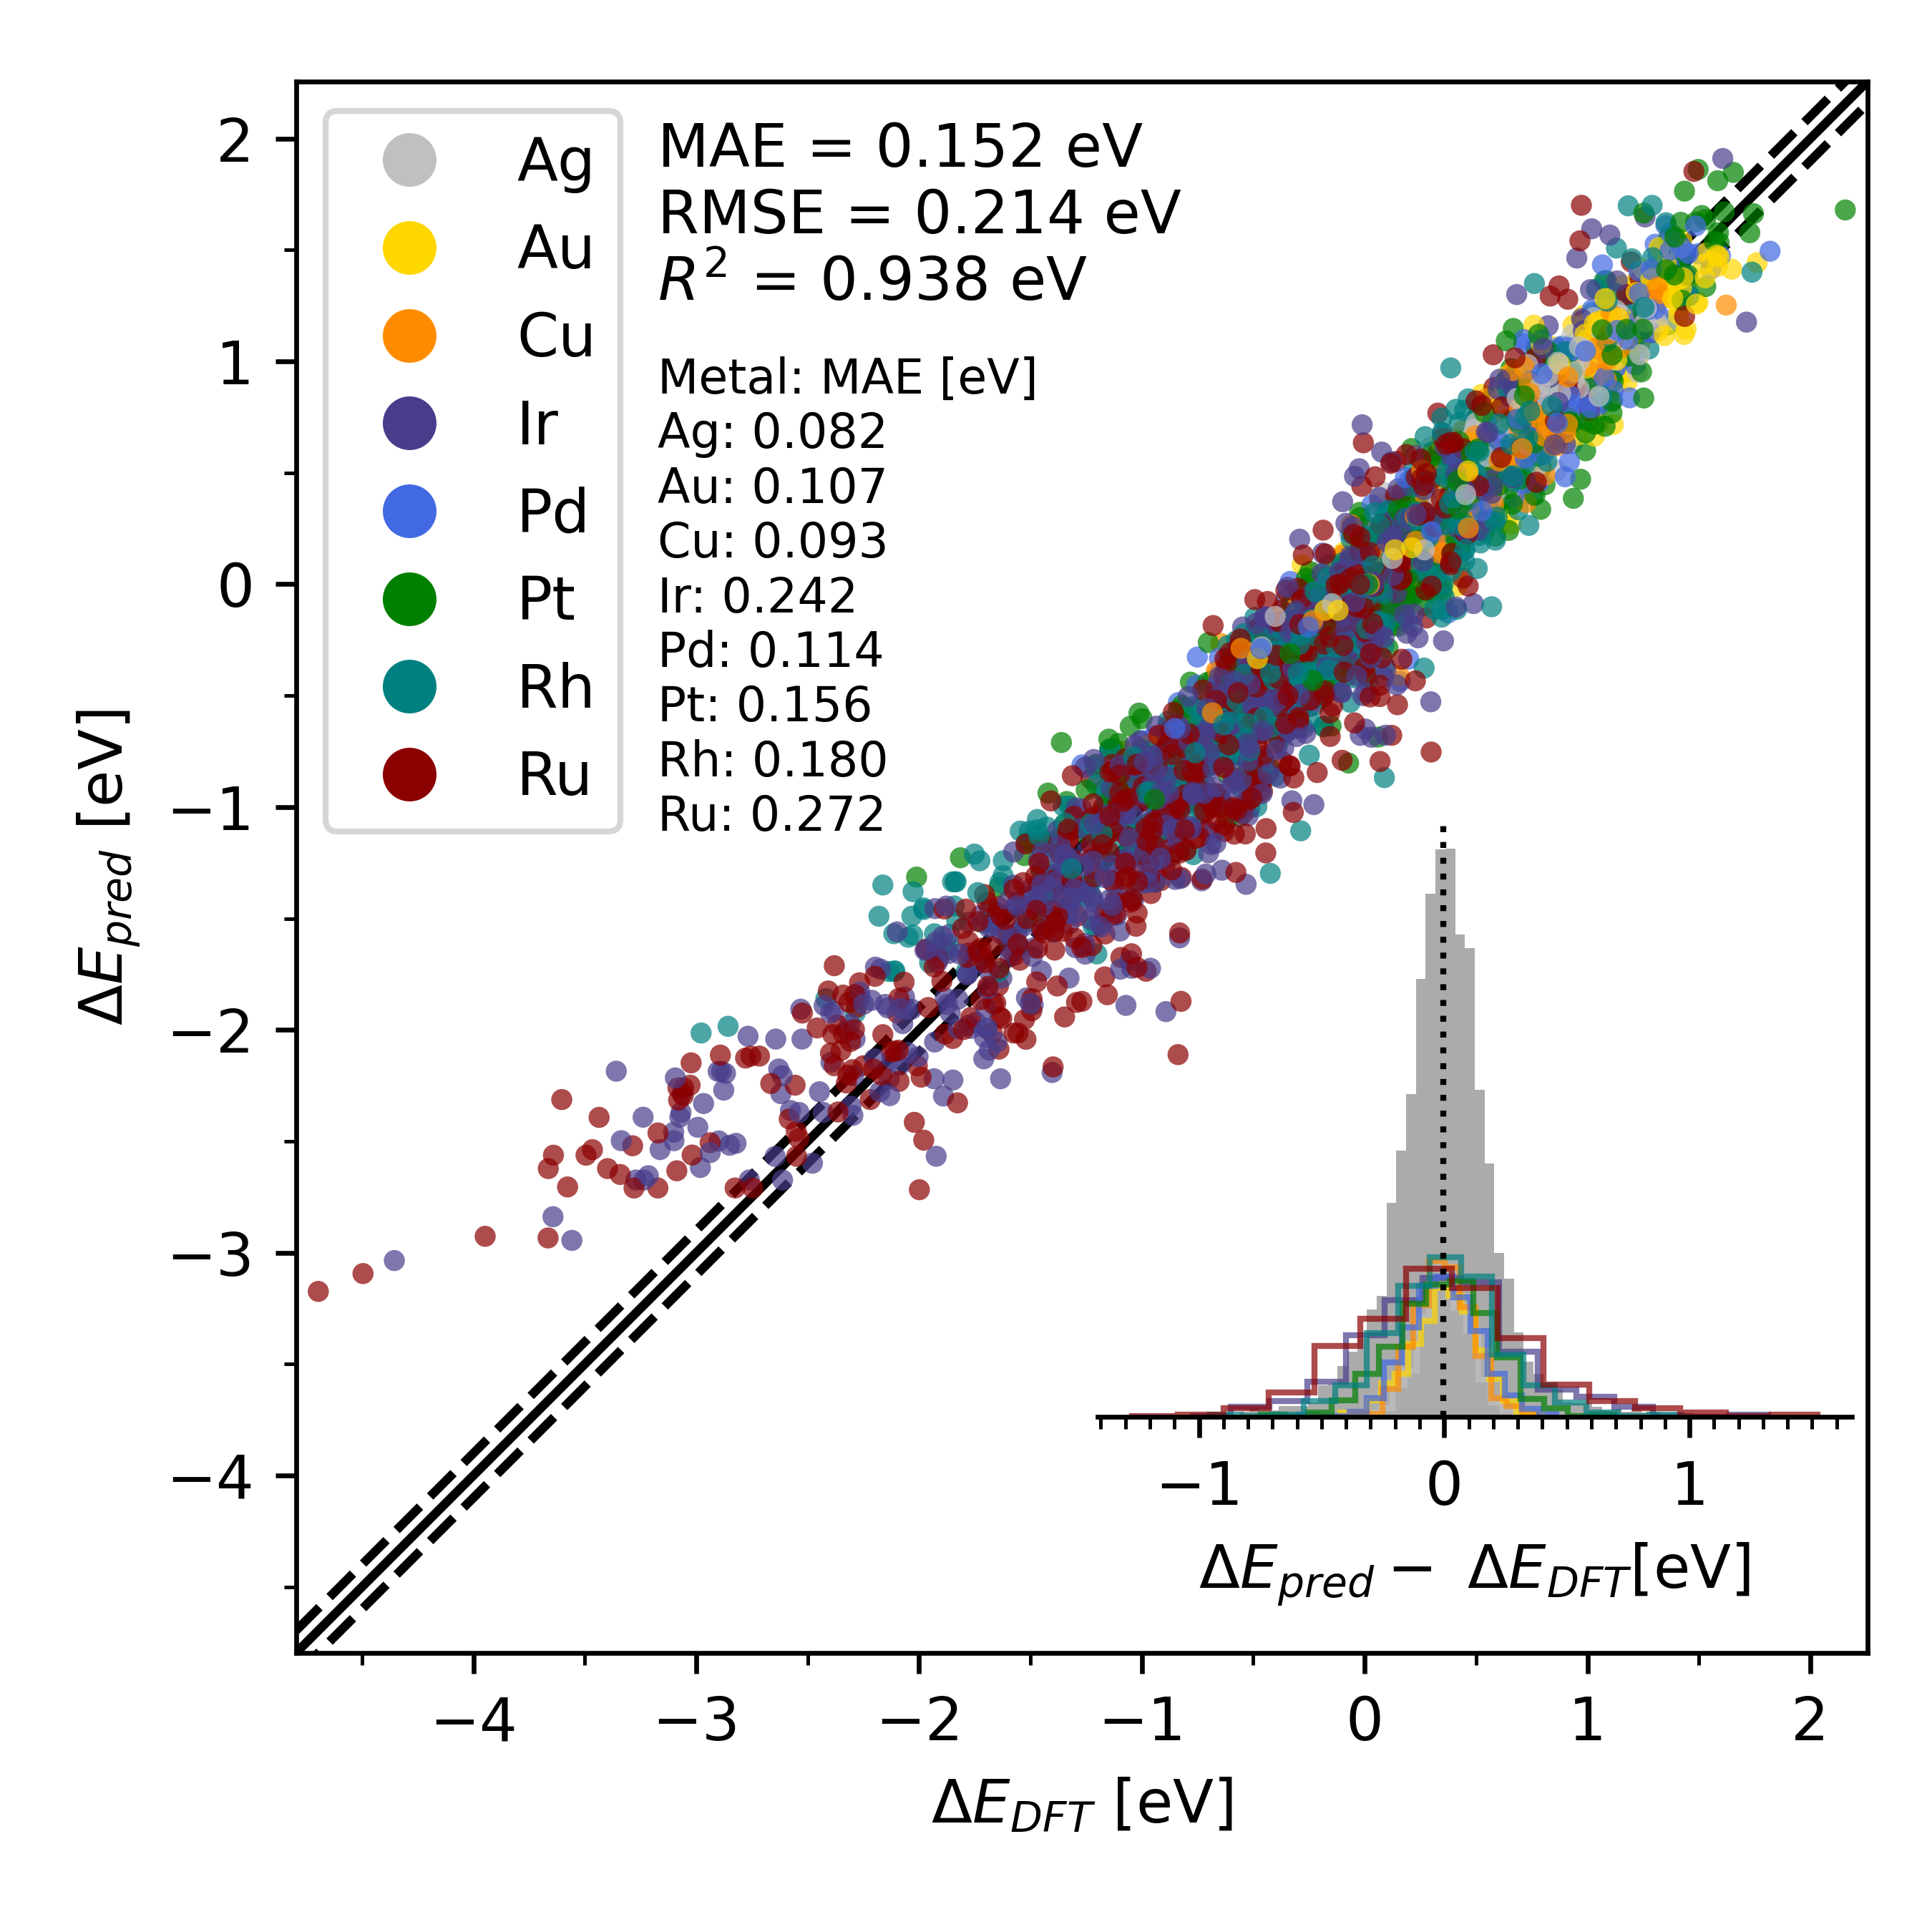 2
1
0
−1
−2
−3
−4
ΔE_pred [eV]
Ag
Au
Cu
Ir
Pd
Pt
Rh
Ru
MAE = 0.152 eV
RMSE = 0.214 eV
R² = 0.938 eV
Metal: MAE [eV]
Ag: 0.082
Au: 0.107
Cu: 0.093
Ir: 0.242
Pd: 0.114
Pt: 0.156
Rh: 0.180
Ru: 0.272
−1 0 1
ΔE_pred − ΔE_DFT[eV]
−4 −3 −2 −1 0 1 2
ΔE_DFT [eV]